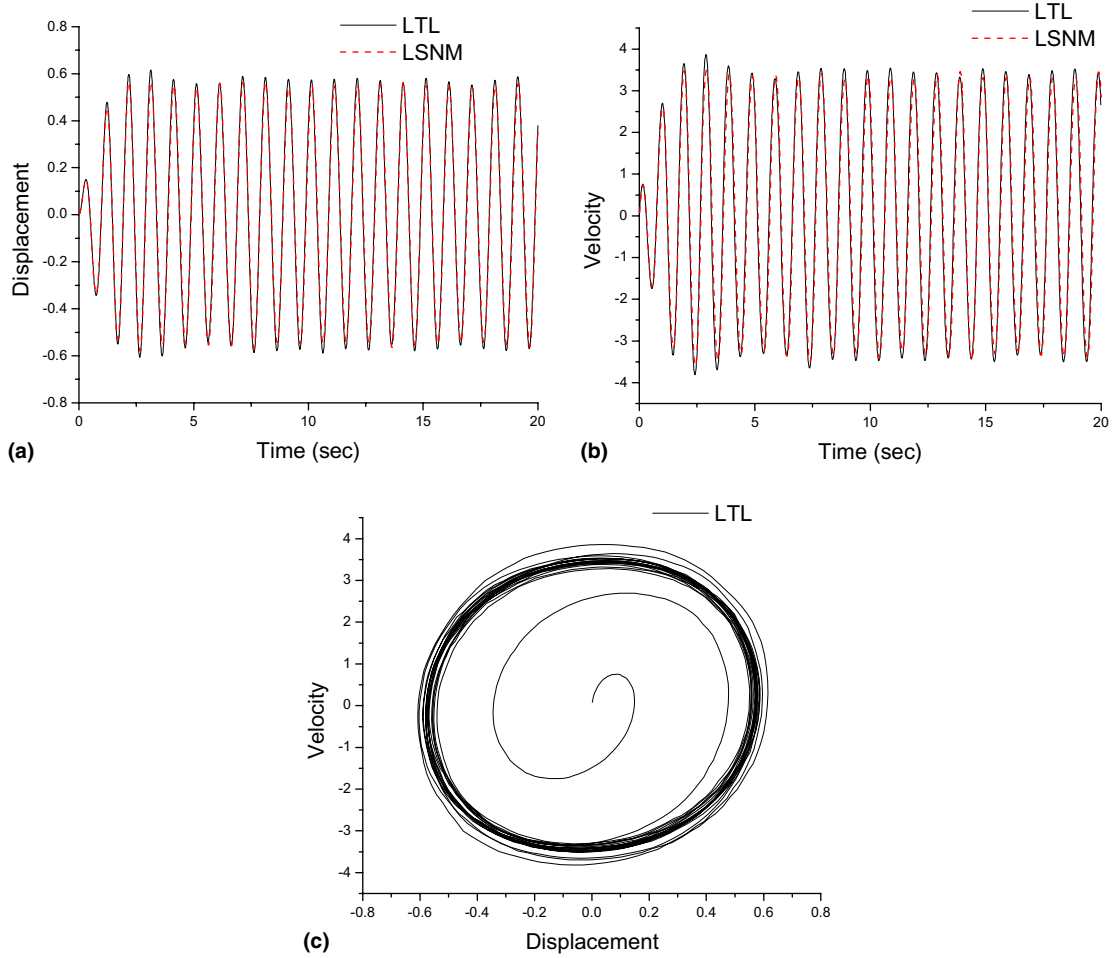 LTL
LSNM
0.8
0.6
0.4
0.2
0.0
-0.2
-0.4
-0.6
-0.8
Displacement
0 5 10 15 20
Time (sec)
(a)
LTL
LSNM
4
3
2
1
0
-1
-2
-3
-4
Velocity
0 5 10 15 20
Time (sec)
(b)
LTL
4
3
2
1
0
-1
-2
-3
-4
Velocity
-0.8 -0.6 -0.4 -0.2 0.0 0.2 0.4 0.6 0.8
Displacement
(c)